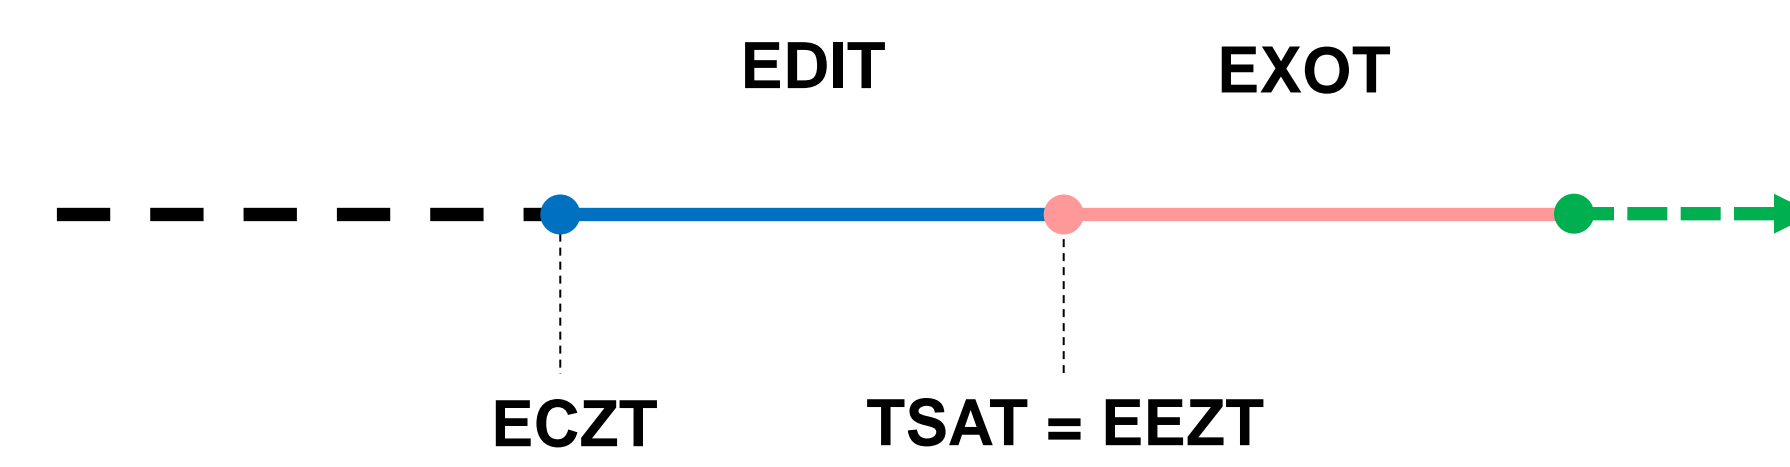 EDIT
EXOT
ECZT
TSAT = EEZT